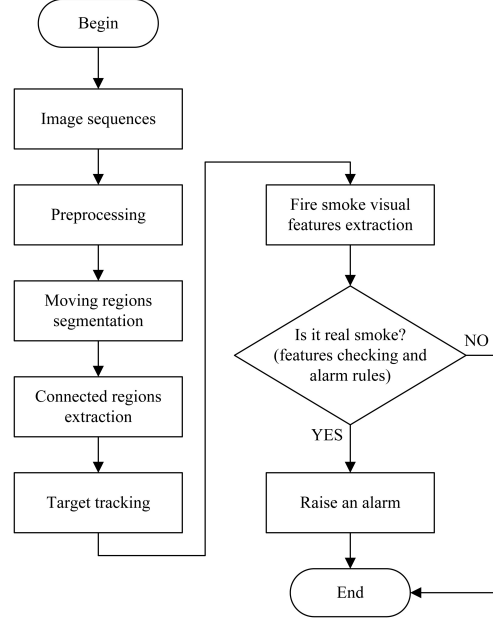 Begin
Image sequences
Preprocessing
Moving regions
segmentation
Connected regions
extraction
Target tracking
Fire smoke visual
features extraction
Is it real smoke?
(features checking and
alarm rules)
NO
YES
Raise an alarm
End